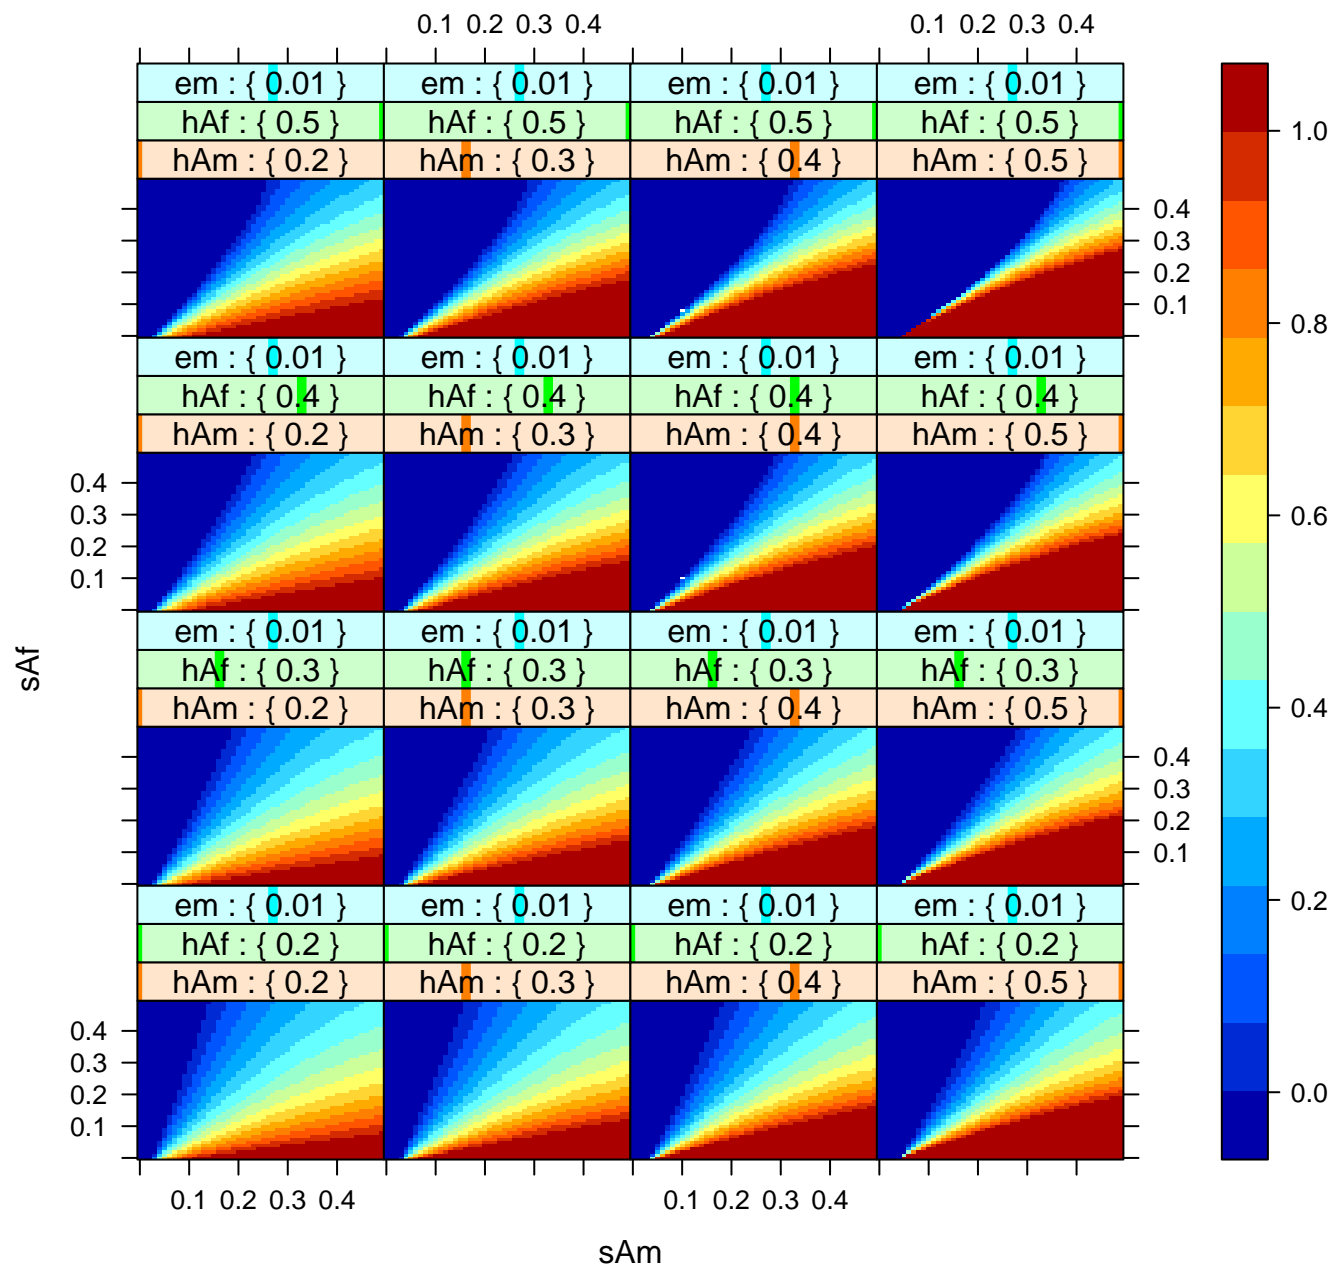 0.1 0.2 0.3 0.4 0.1 0.2 0.3 0.4
em : { 0.01 } em : { 0.01 } em : { 0.01 } em : { 0.01 }
hAf : { 0.5 } hAf : { 0.5 } hAf : { 0.5 } hAf : { 0.5 }
hAm : { 0.2 } hAm : { 0.3 } hAm : { 0.4 } hAm : { 0.5 }
0.4
0.3
0.2
0.1
em : { 0.01 } em : { 0.01 } em : { 0.01 } em : { 0.01 }
hAf : { 0.4 } hAf : { 0.4 } hAf : { 0.4 } hAf : { 0.4 }
hAm : { 0.2 } hAm : { 0.3 } hAm : { 0.4 } hAm : { 0.5 }
0.4
0.3
0.2
0.1
em : { 0.01 } em : { 0.01 } em : { 0.01 } em : { 0.01 }
hAf : { 0.3 } hAf : { 0.3 } hAf : { 0.3 } hAf : { 0.3 }
hAm : { 0.2 } hAm : { 0.3 } hAm : { 0.4 } hAm : { 0.5 }
0.4
0.3
0.2
0.1
em : { 0.01 } em : { 0.01 } em : { 0.01 } em : { 0.01 }
hAf : { 0.2 } hAf : { 0.2 } hAf : { 0.2 } hAf : { 0.2 }
hAm : { 0.2 } hAm : { 0.3 } hAm : { 0.4 } hAm : { 0.5 }
0.4
0.3
0.2
0.1
0.1 0.2 0.3 0.4 0.1 0.2 0.3 0.4
sAm
sAf
1.0
0.8
0.6
0.4
0.2
0.0